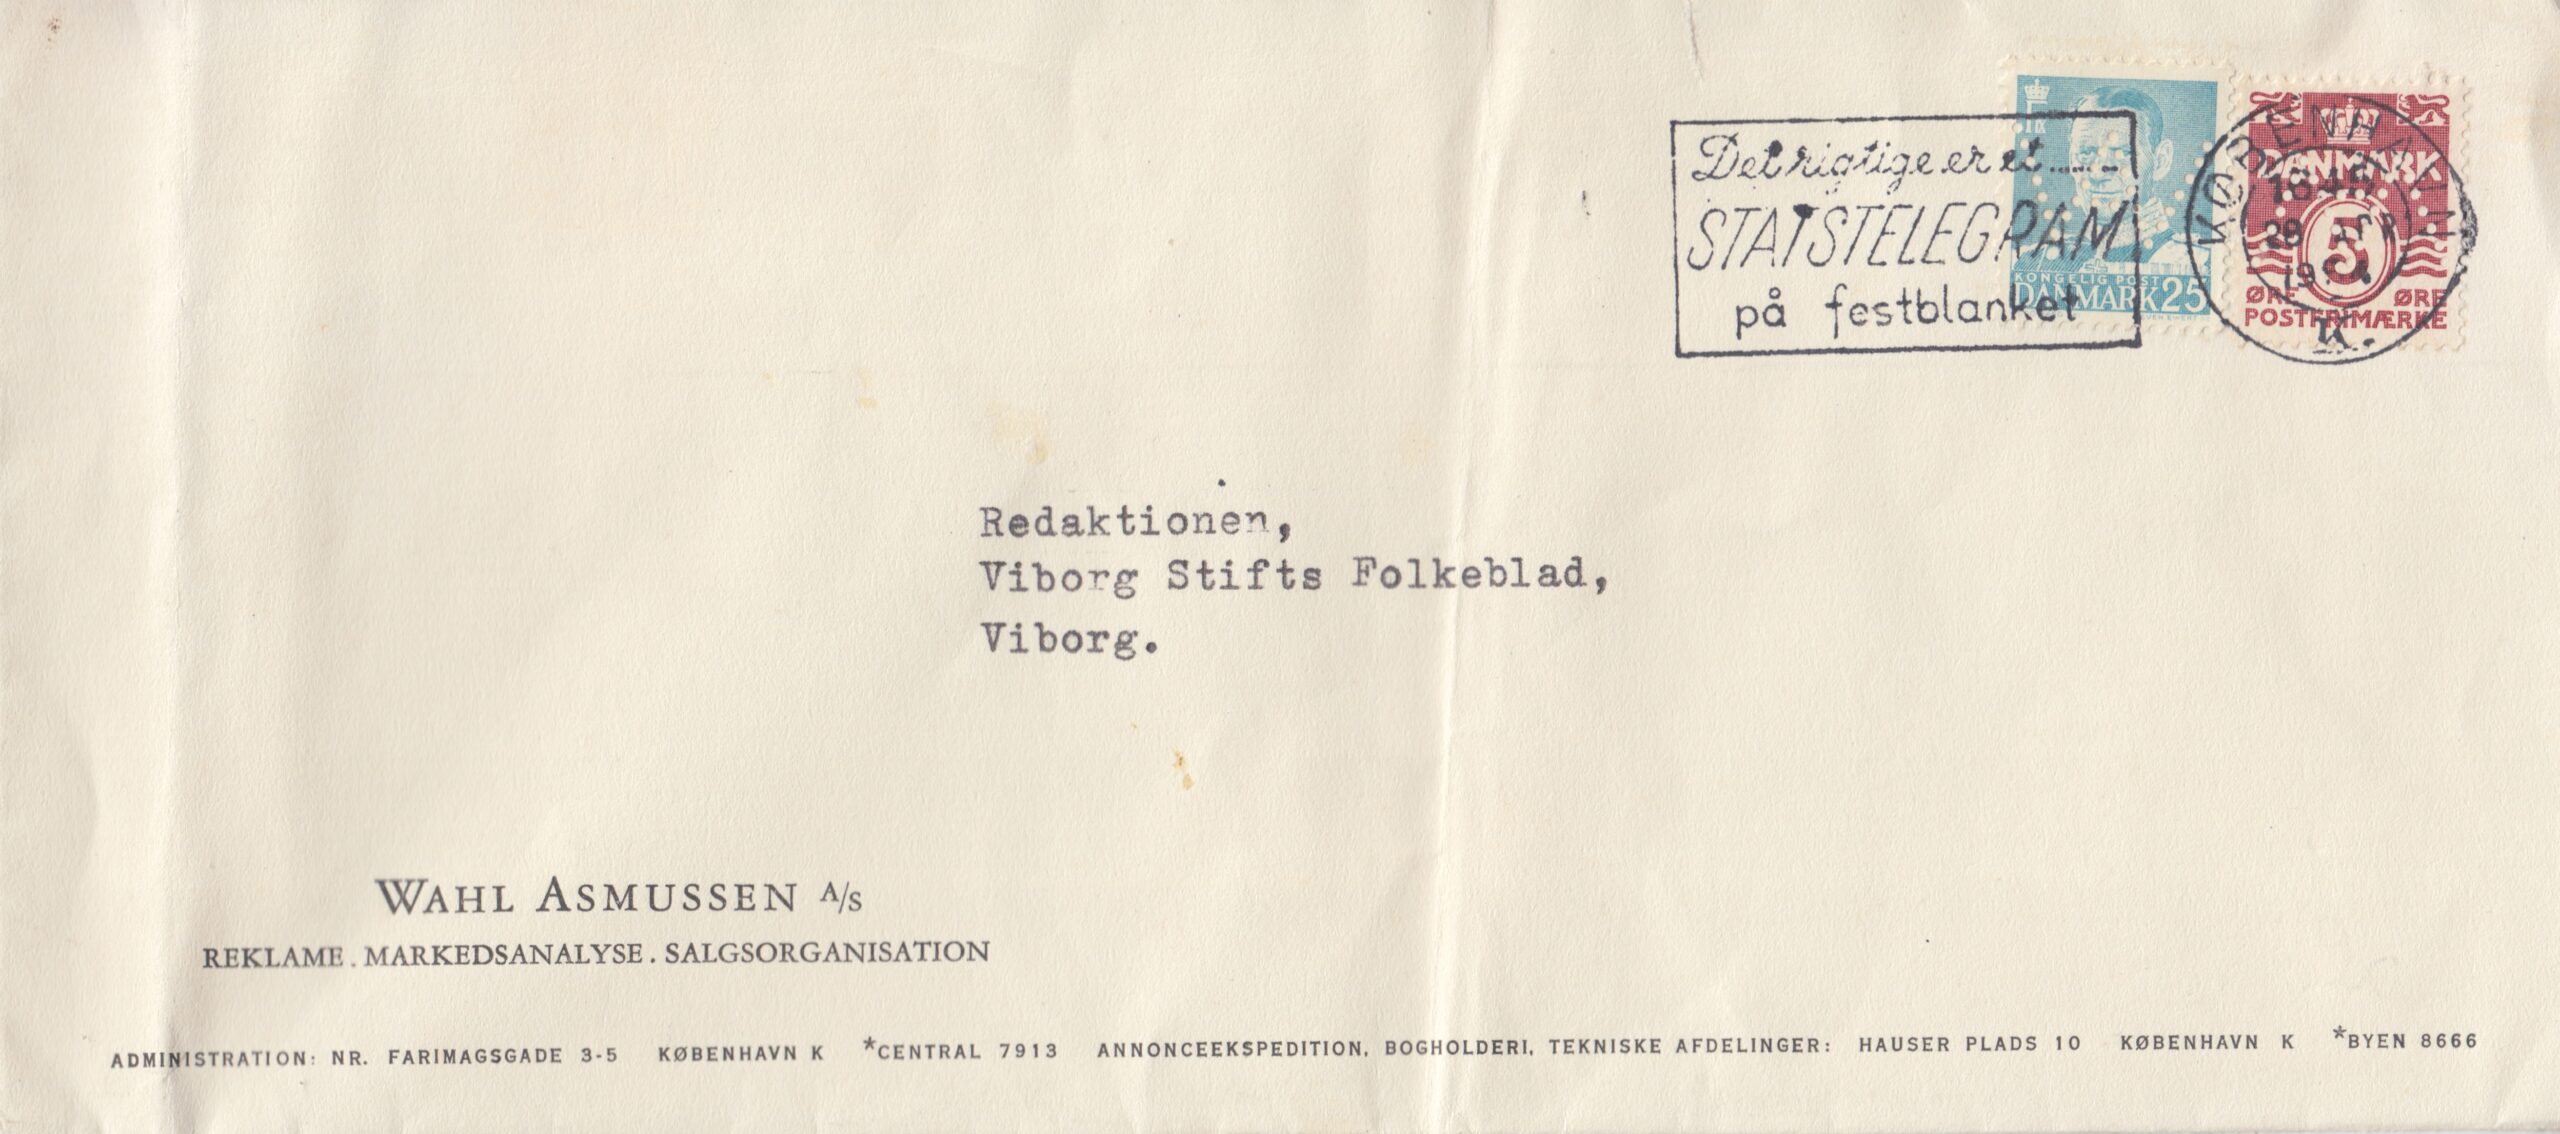 Det rigtige er et......
STATSTELEGRAM
på festblanket
KONGELIG POST
DANMARK 25
KØBENHAVN
16
APR
K.
DANMARK
5
ØRE ØRE
POSTFRIMÆRKE
Redaktionen,
Viborg Stifts Folkeblad,
Viborg.
WAHL ASMUSSEN A/S
REKLAME . MARKEDSANALYSE . SALGSORGANISATION
ADMINISTRATION: NR. FARIMAGSGADE 3-5 KØBENHAVN K *CENTRAL 7913 ANNONCEEKSPEDITION, BOGHOLDERI, TEKNISKE AFDELINGER: HAUSER PLADS 10 KØBENHAVN K *BYEN 8666